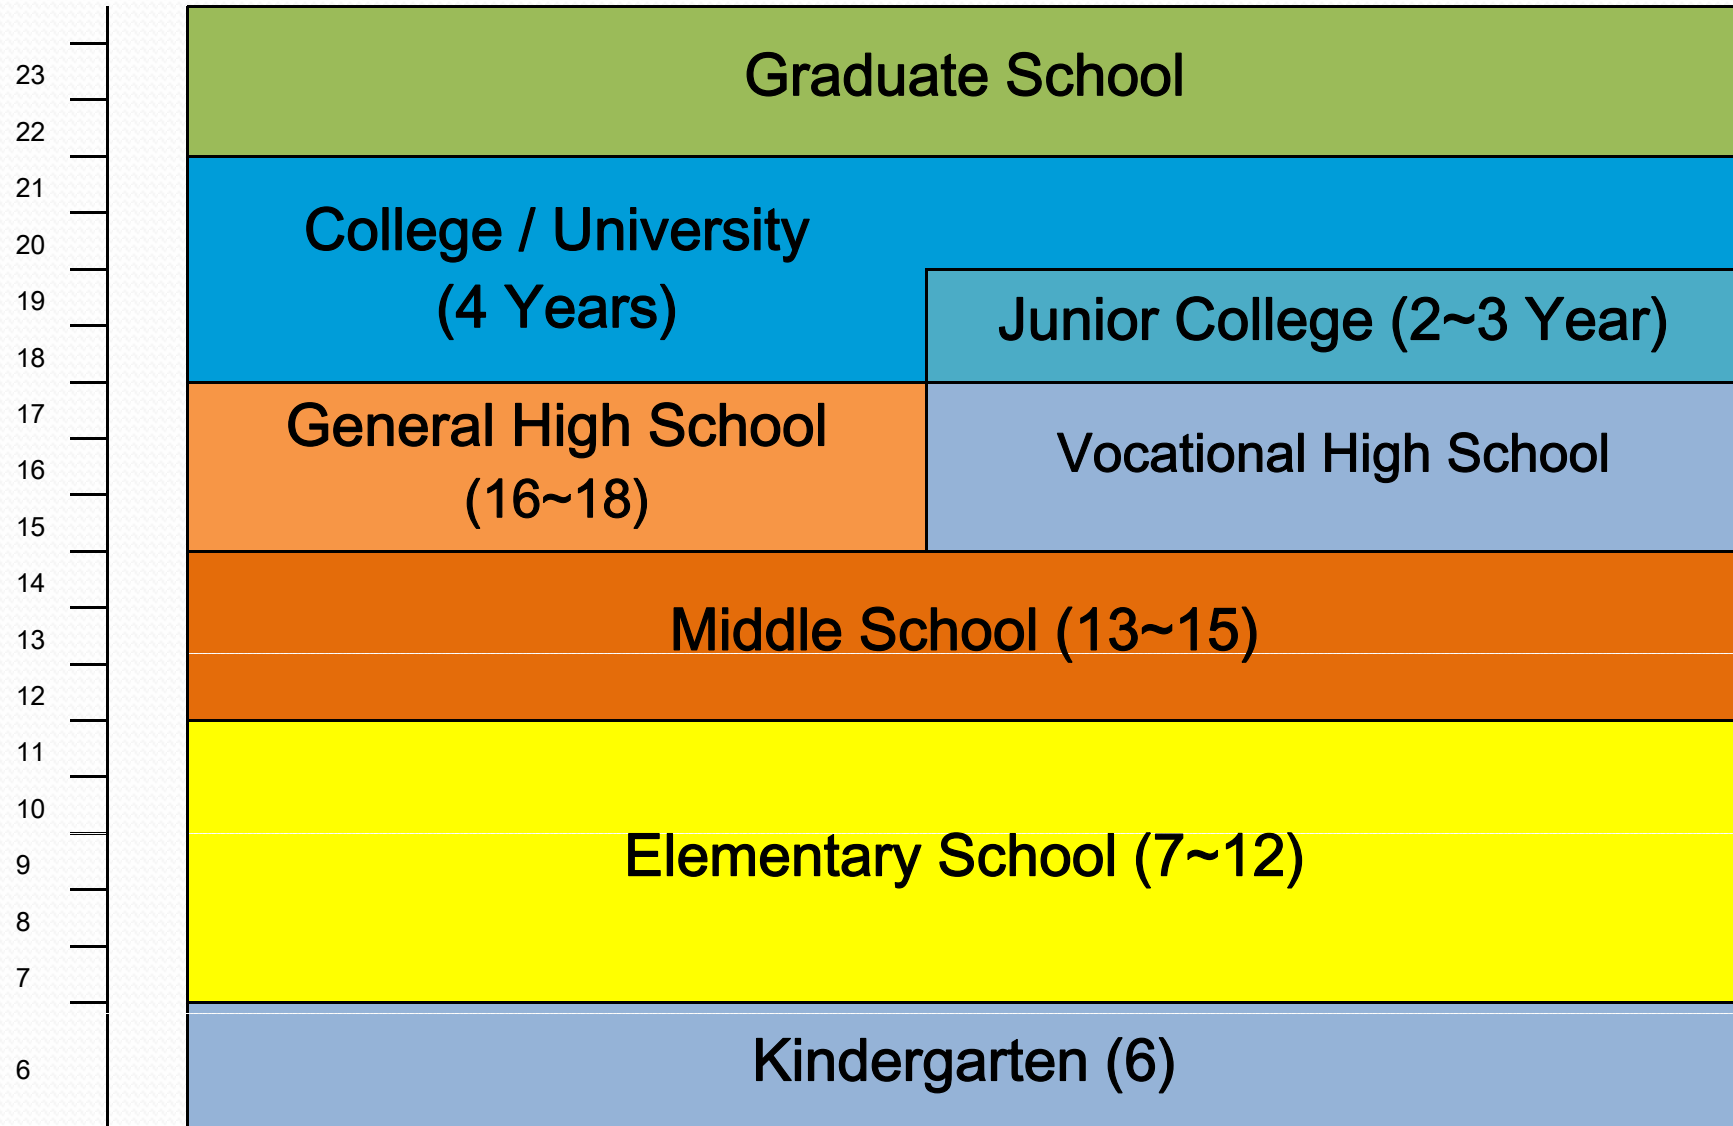 23
Graduate School
22
21
College / University
20
(4 Years)
19
Junior College (2~3 Year)
18
17
General High School
Vocational High School
16
(16~18)
15
14
Middle School (13~15)
13
12
11
10
Elementary School (7~12)
9
8
7
Kindergarten (6)
6